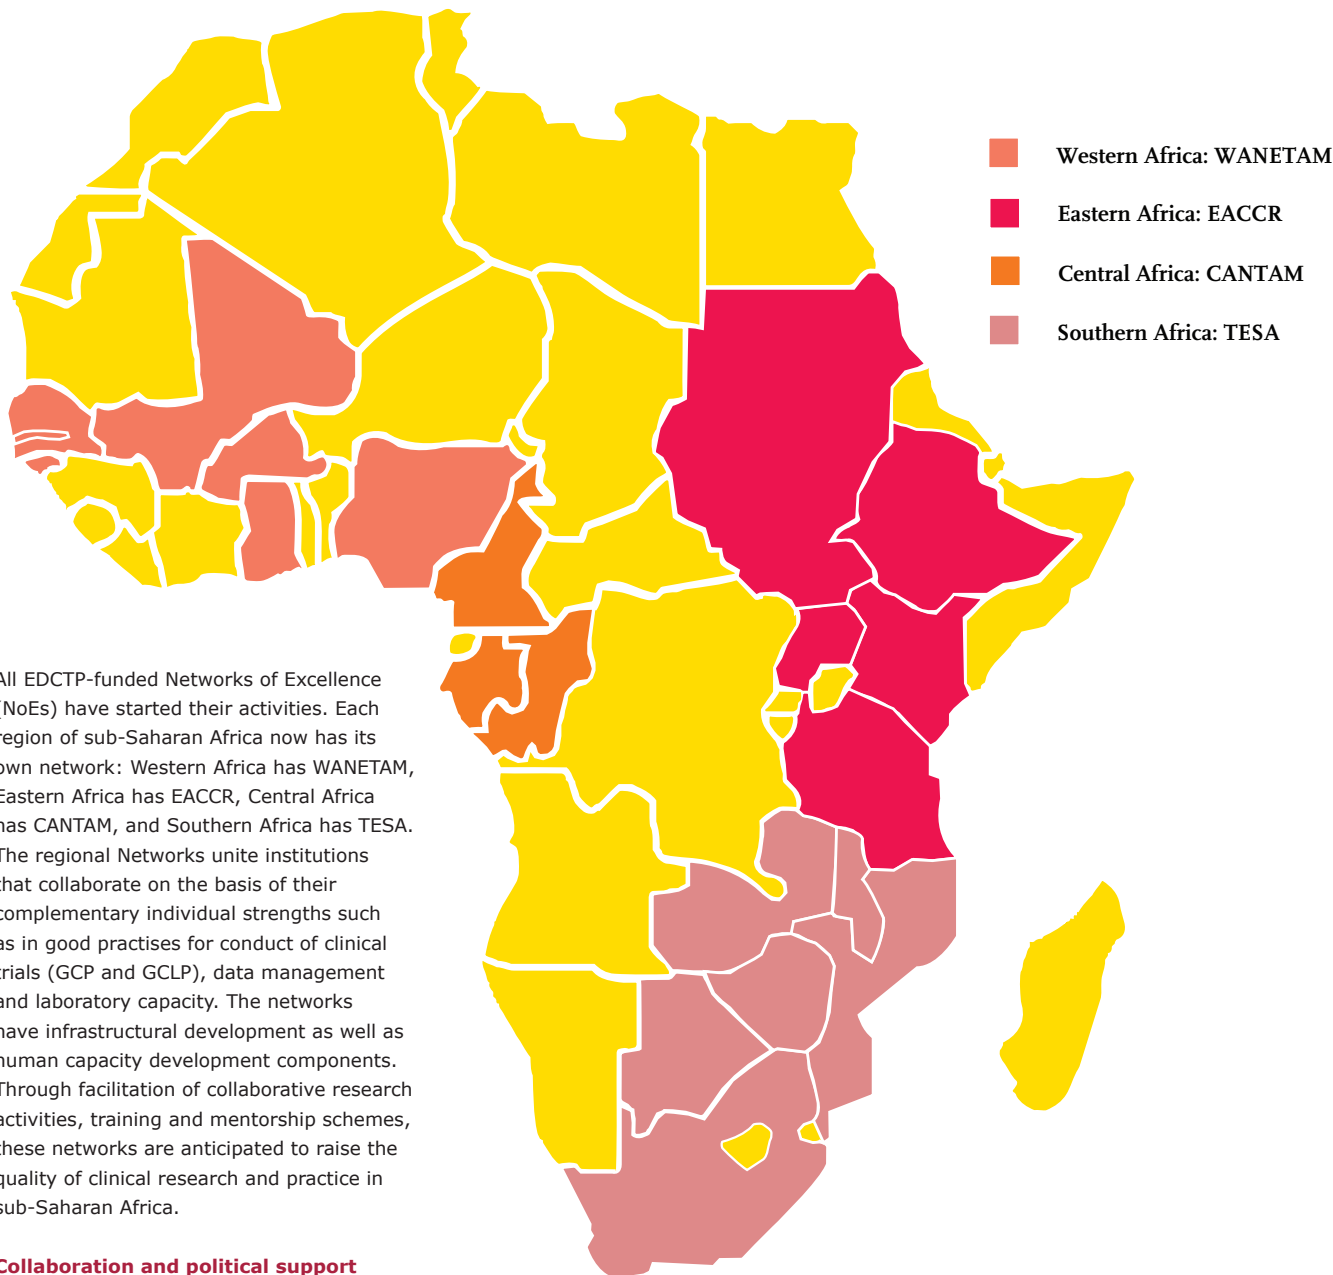 Western Africa: WANETAM
Eastern Africa: EACCR
Central Africa: CANTAM
Southern Africa: TESA
All EDCTP-funded Networks of Excellence
(NoEs) have started their activities. Each
region of sub-Saharan Africa now has its
own network: Western Africa has WANETAM,
Eastern Africa has EACCR, Central Africa
has CANTAM, and Southern Africa has TESA.
The regional Networks unite institutions
that collaborate on the basis of their
complementary individual strengths such
as in good practises for conduct of clinical
trials (GCP and GCLP), data management
and laboratory capacity. The networks
have infrastructural development as well as
human capacity development components.
Through facilitation of collaborative research
activities, training and mentorship schemes,
these networks are anticipated to raise the
quality of clinical research and practice in
sub-Saharan Africa.
Collaboration and political support